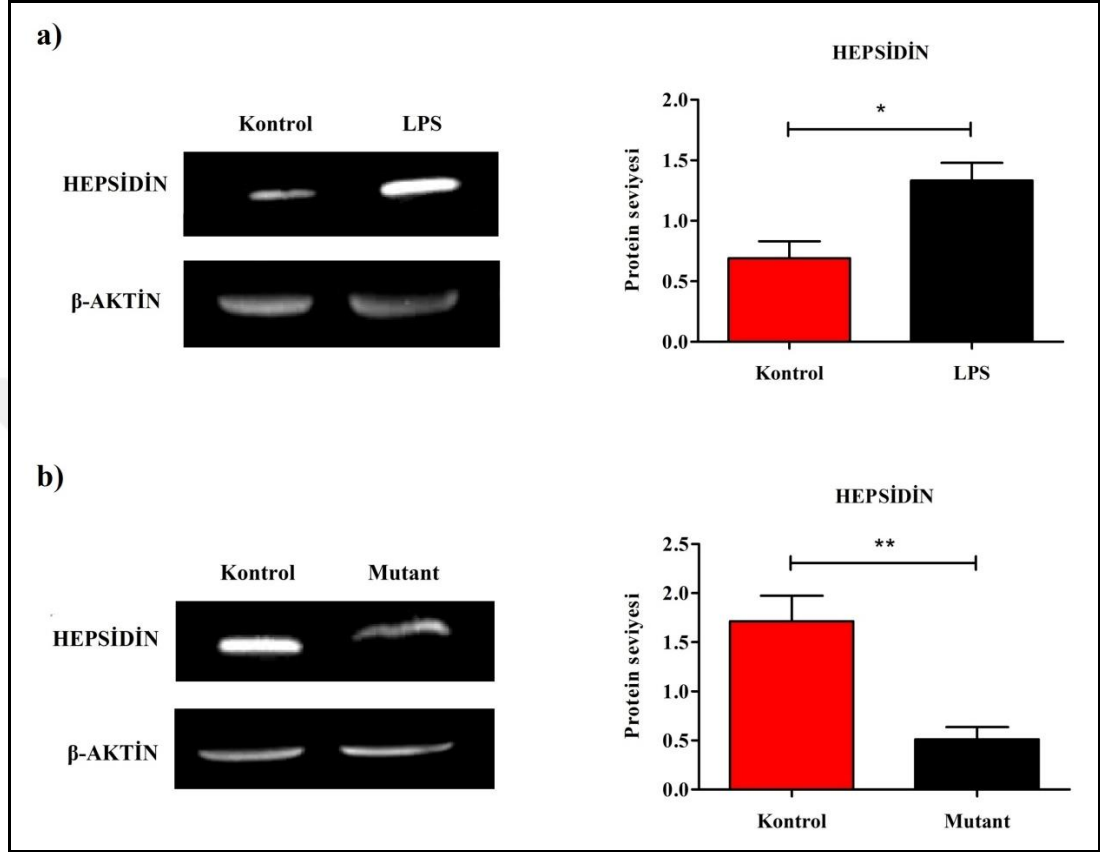 a)
Kontrol LPS
HEPSİDİN
β-AKTİN
HEPSİDİN
Protein seviyesi
2.0
*
1.5
1.0
0.5
0.0
Kontrol LPS
b)
Kontrol Mutant
HEPSİDİN
β-AKTİN
HEPSİDİN
Protein seviyesi
2.5
**
2.0
1.5
1.0
0.5
0.0
Kontrol Mutant